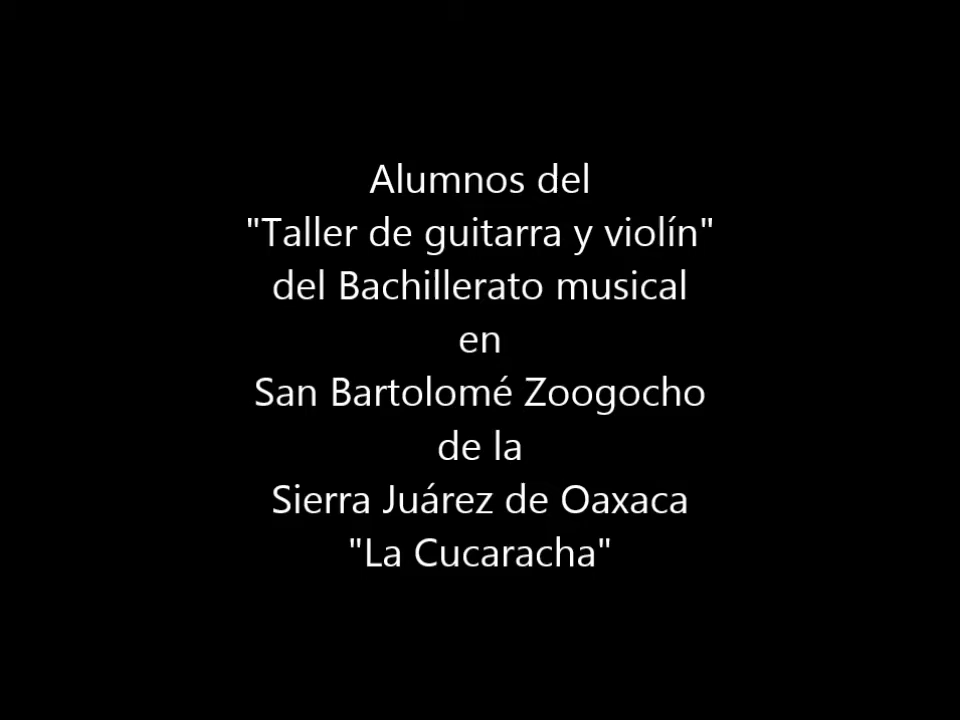 Alumnos del
"Taller de guitarra y violín"
del Bachillerato musical
en
San Bartolomé Zoogocho
de la
Sierra Juárez de Oaxaca
"La Cucaracha"